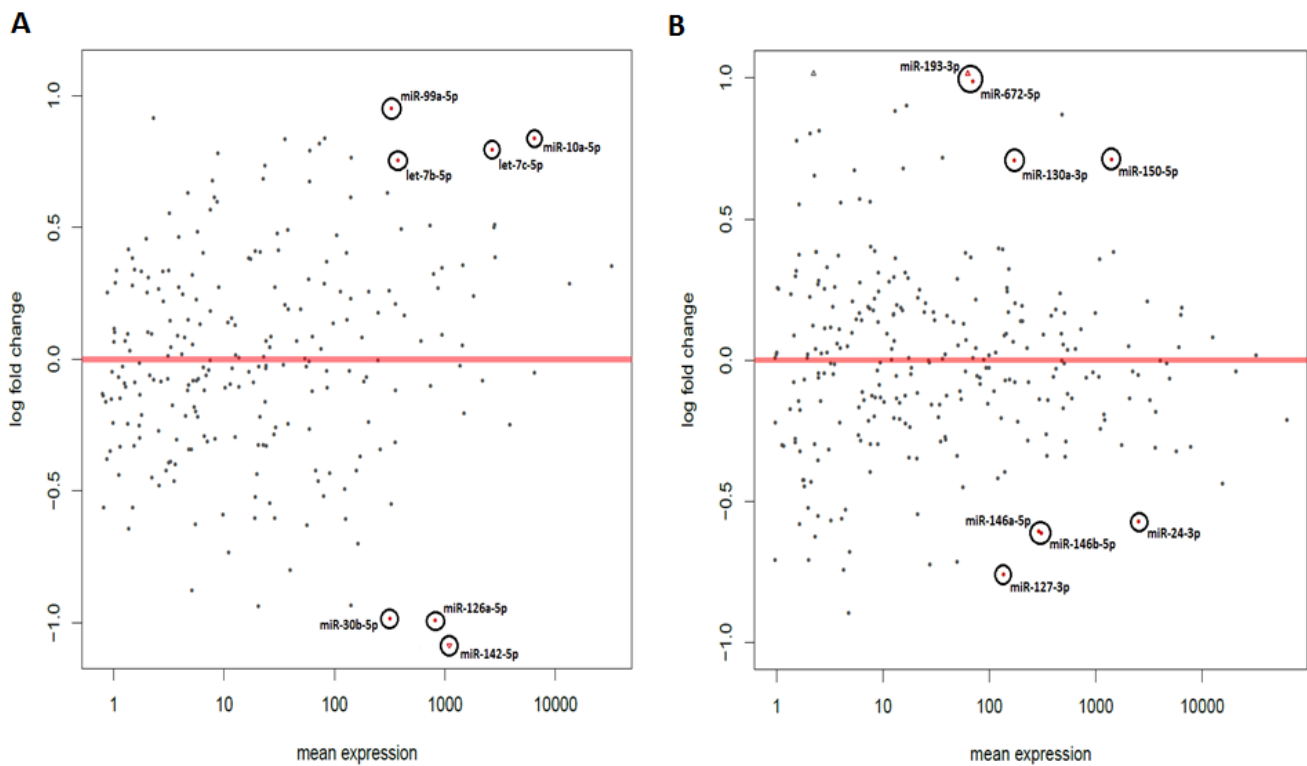 A
log fold change
1.0
0.5
0.0
−0.5
−1.0
miR-99a-5p
miR-10a-5p
let-7c-5p
let-7b-5p
miR-126a-5p
miR-30b-5p
miR-142-5p
1 10 100 1000 10000
mean expression
B
log fold change
1.0
0.5
0.0
−0.5
−1.0
miR-193-3p
miR-672-5p
miR-130a-3p
miR-150-5p
miR-146a-5p
miR-146b-5p
miR-24-3p
miR-127-3p
1 10 100 1000 10000
mean expression